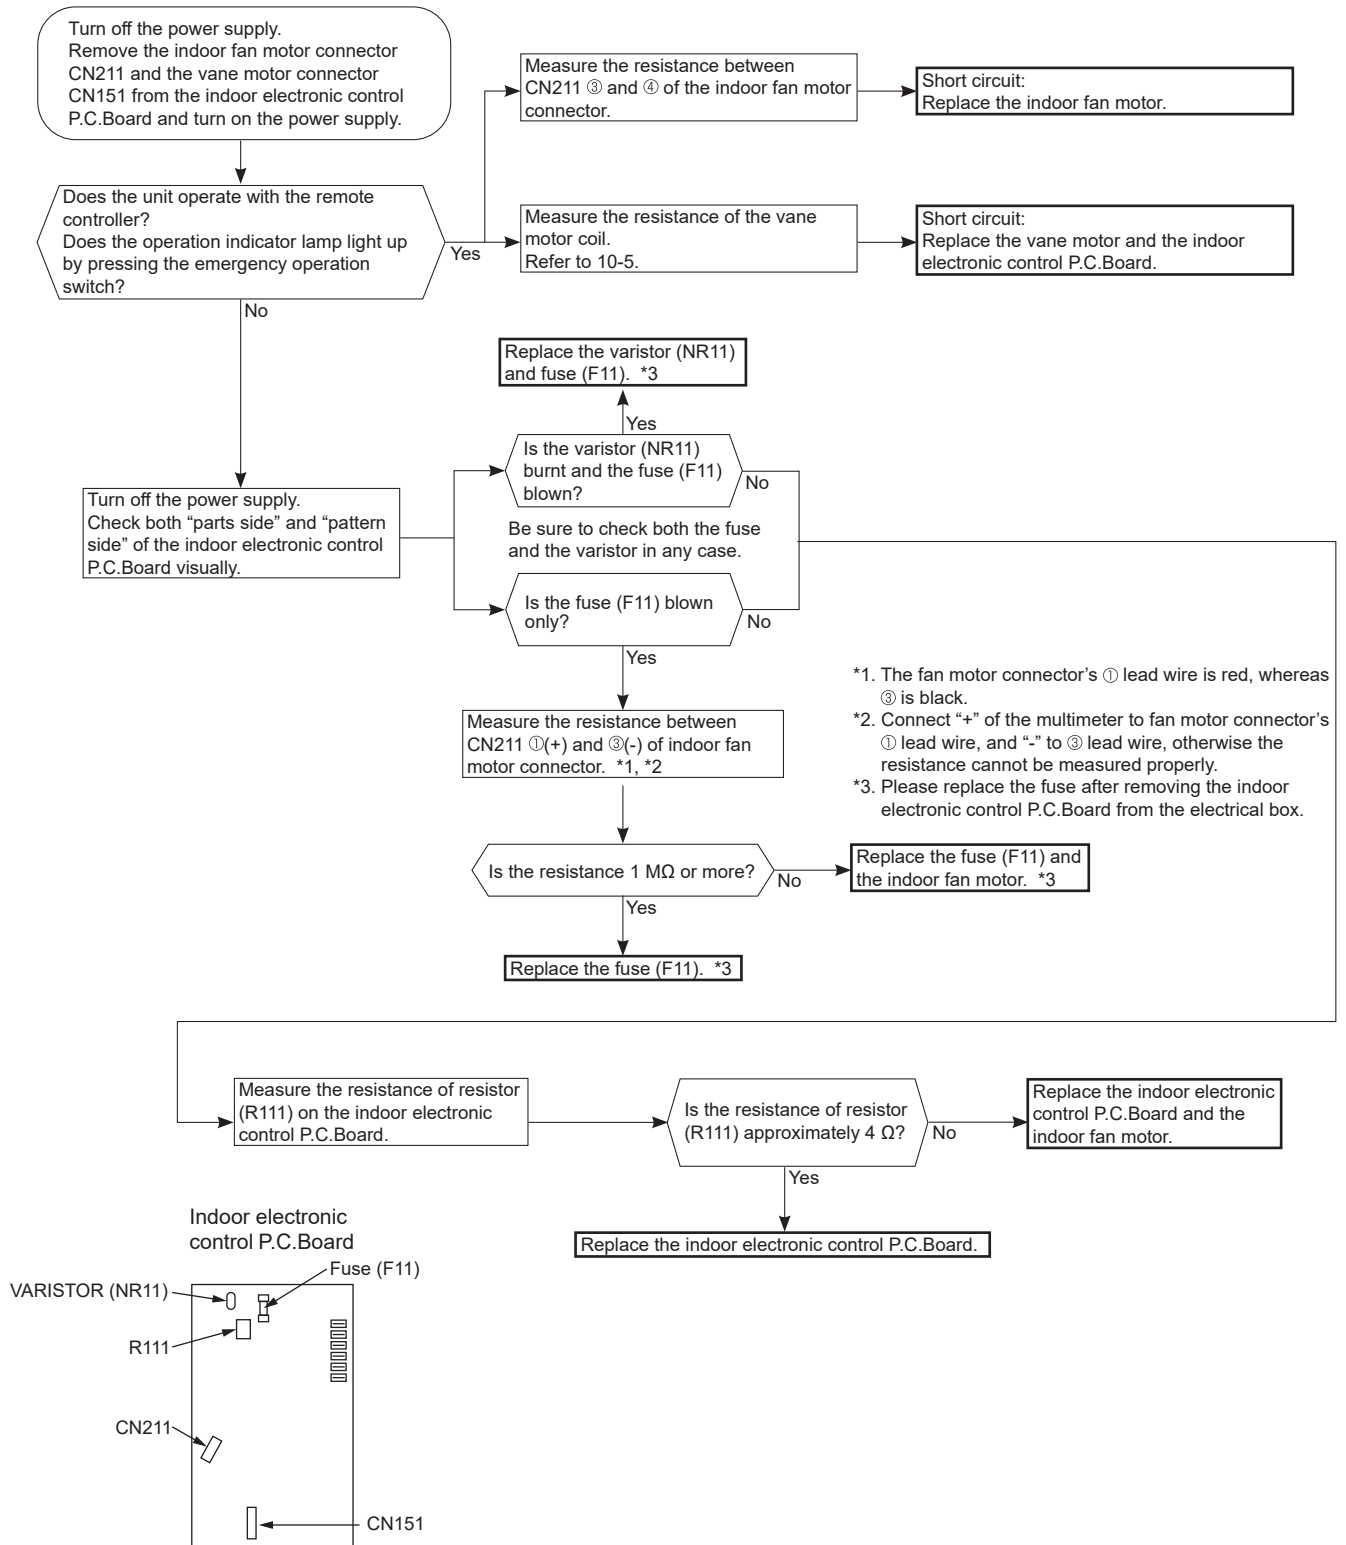 Turn off the power supply.
Remove the indoor fan motor connector
CN211 and the vane motor connector
CN151 from the indoor electronic control
P.C.Board and turn on the power supply.
Measure the resistance between
CN211 ③ and ④ of the indoor fan motor
connector.
Short circuit:
Replace the indoor fan motor.
Does the unit operate with the remote
controller?
Does the operation indicator lamp light up
by pressing the emergency operation
switch?
Yes
Measure the resistance of the vane
motor coil.
Refer to 10-5.
Short circuit:
Replace the vane motor and the indoor
electronic control P.C.Board.
No
Replace the varistor (NR11)
and fuse (F11).  *3
Yes
Is the varistor (NR11)
burnt and the fuse (F11)
blown?
No
Turn off the power supply.
Check both “parts side” and “pattern
side” of the indoor electronic control
P.C.Board visually.
Be sure to check both the fuse
and the varistor in any case.
Is the fuse (F11) blown
only?
No
Yes
Measure the resistance between
CN211 ①(+) and ③(-) of indoor fan
motor connector.  *1, *2
*1. The fan motor connector’s ① lead wire is red, whereas
③ is black.
*2. Connect “+” of the multimeter to fan motor connector’s
① lead wire, and “-” to ③ lead wire, otherwise the
resistance cannot be measured properly.
*3. Please replace the fuse after removing the indoor
electronic control P.C.Board from the electrical box.
Is the resistance 1 MΩ or more?
No
Replace the fuse (F11) and
the indoor fan motor.  *3
Yes
Replace the fuse (F11).  *3
Measure the resistance of resistor
(R111) on the indoor electronic
control P.C.Board.
Is the resistance of resistor
(R111) approximately 4 Ω?
No
Replace the indoor electronic
control P.C.Board and the
indoor fan motor.
Yes
Replace the indoor electronic control P.C.Board.
Indoor electronic
control P.C.Board
Fuse (F11)
VARISTOR (NR11)
R111
CN211
CN151